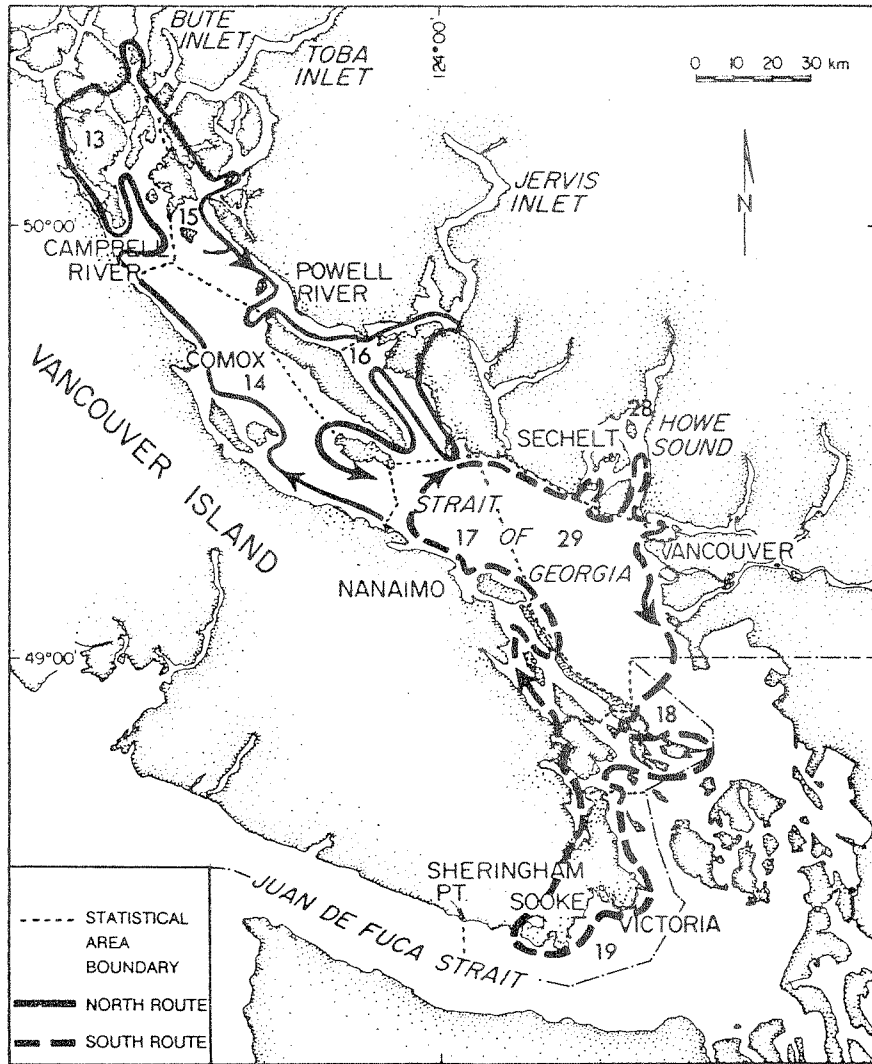 BUTE
INLET
TOBA
INLET
124°00'
0 10 20 30 km
13
JERVIS
INLET
N
15
50°00'
CAMPBELL
RIVER
POWELL
RIVER
16
COMOX
14
28
HOWE
SOUND
SECHELT
VANCOUVER ISLAND
STRAIT
OF
GEORGIA
17
29
VANCOUVER
NANAIMO
49°00'
18
SHERINGHAM
PT
SOOKE
VICTORIA
19
JUAN DE FUCA STRAIT
STATISTICAL
AREA
BOUNDARY
NORTH ROUTE
SOUTH ROUTE